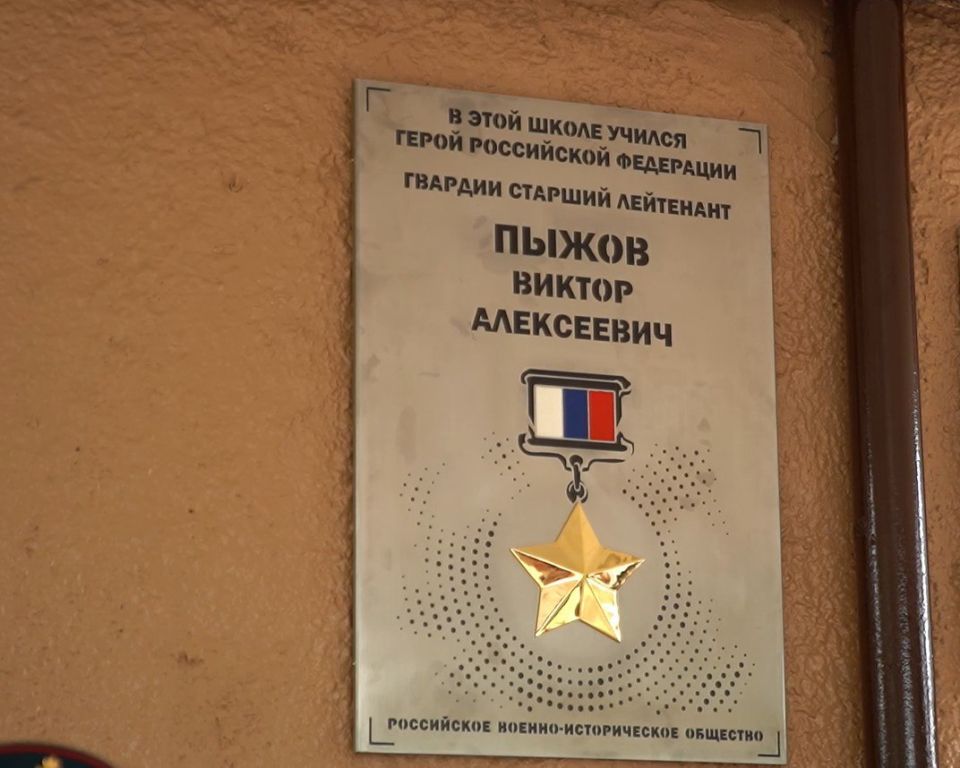 В ЭТОЙ ШКОЛЕ УЧИЛСЯ
ГЕРОЙ РОССИЙСКОЙ ФЕДЕРАЦИИ
ГВАРДИИ СТАРШИЙ ЛЕЙТЕНАНТ
ПЫЖОВ
ВИКТОР
АЛЕКСЕЕВИЧ
РОССИЙСКОЕ ВОЕННО-ИСТОРИЧЕСКОЕ ОБЩЕСТВО